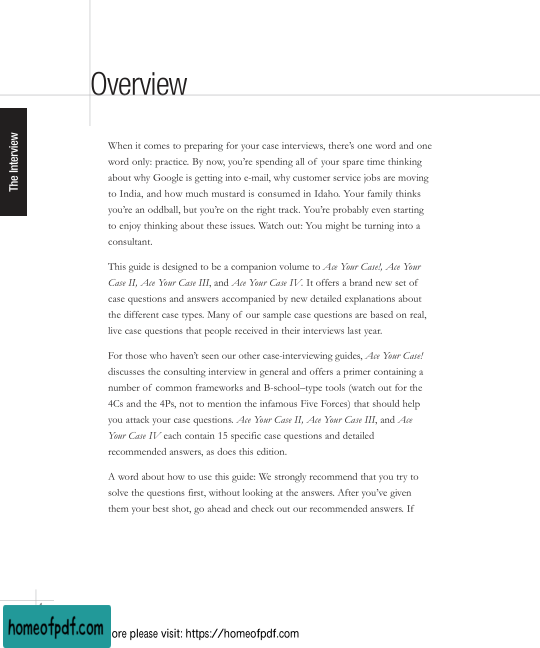 Overview
The Interview
When it comes to preparing for your case interviews, there's one word and one
word only: practice. By now, you're spending all of your spare time thinking
about why Google is getting into e-mail, why customer service jobs are moving
to India, and how much mustard is consumed in Idaho. Your family thinks
you're an oddball, but you're on the right track. You're probably even starting
to enjoy thinking about these issues. Watch out: You might be turning into a
consultant.
This guide is designed to be a companion volume to Ace Your Case!, Ace Your
Case II, Ace Your Case III, and Ace Your Case IV. It offers a brand new set of
case questions and answers accompanied by new detailed explanations about
the different case types. Many of our sample case questions are based on real,
live case questions that people received in their interviews last year.
For those who haven't seen our other case-interviewing guides, Ace Your Case!
discusses the consulting interview in general and offers a primer containing a
number of common frameworks and B-school–type tools (watch out for the
4Cs and the 4Ps, not to mention the infamous Five Forces) that should help
you attack your case questions. Ace Your Case II, Ace Your Case III, and Ace
Your Case IV each contain 15 specific case questions and detailed
recommended answers, as does this edition.
A word about how to use this guide: We strongly recommend that you try to
solve the questions first, without looking at the answers. After you've given
them your best shot, go ahead and check out our recommended answers. If
homeofpdf.com
ore please visit: https://homeofpdf.com